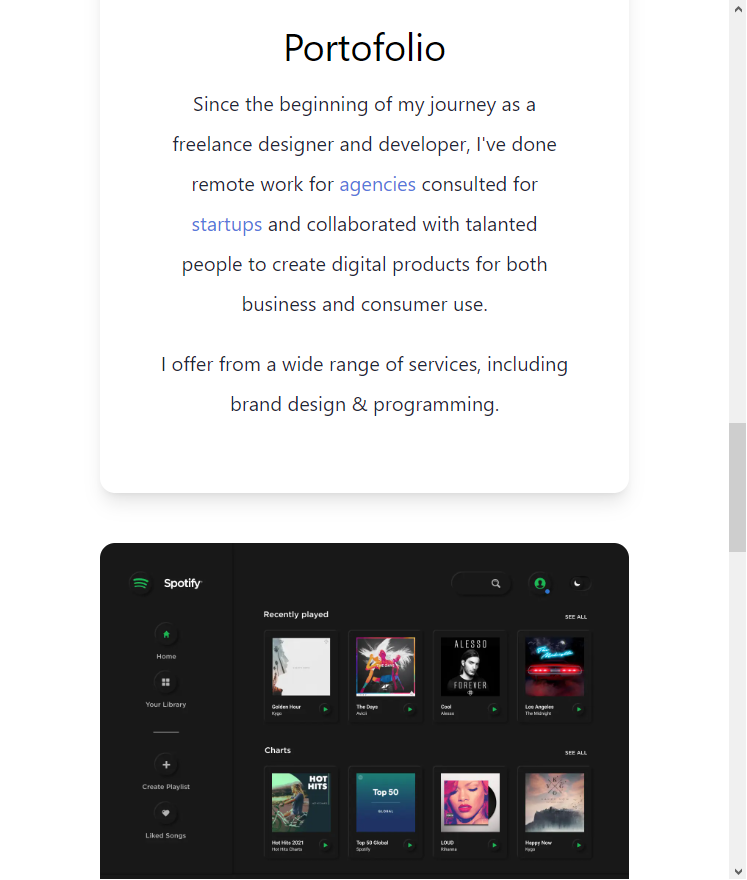 Portofolio
Since the beginning of my journey as a
freelance designer and developer, I've done
remote work for agencies consulted for
startups and collaborated with talanted
people to create digital products for both
business and consumer use.
I offer from a wide range of services, including
brand design & programming.
Spotify
Recently played
SEE ALL
Home
Your Library
Create Playlist
Liked Songs
ALESSO
FOREVER
The Midnight
Golden Hour
Kygo
The Days
Avicii
Cool
Alesso
Los Angeles
The Midnight
Charts
SEE ALL
HOT
HITS
Top 50
GLOBAL
KYGO
Hot Hits 2021
Hot Hits Charts
Top 50 Global
Spotify
LOUD
Rihanna
Happy Now
Kygo